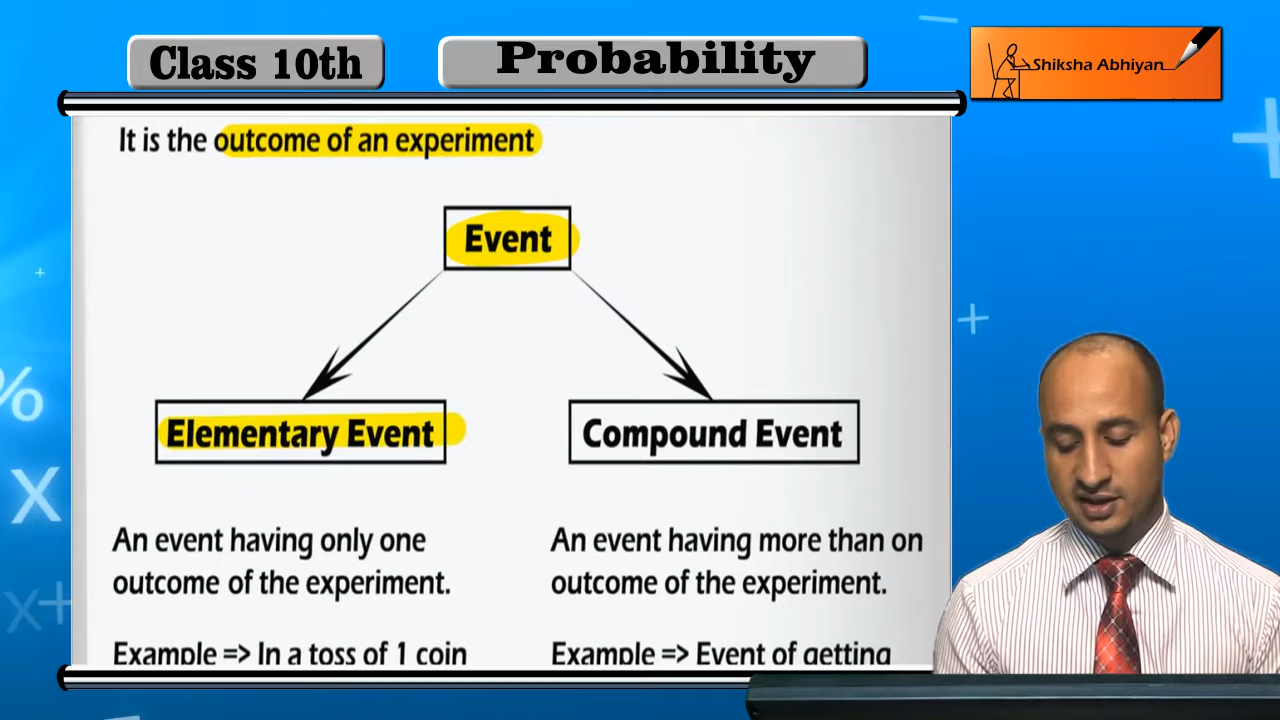 Class 10th
Probability
Shiksha Abhiyan
It is the outcome of an experiment
Event
Elementary Event
Compound Event
An event having only one
outcome of the experiment.
An event having more than on
outcome of the experiment.
Example => In a toss of 1 coin
Example => Event of getting
%
X
X+